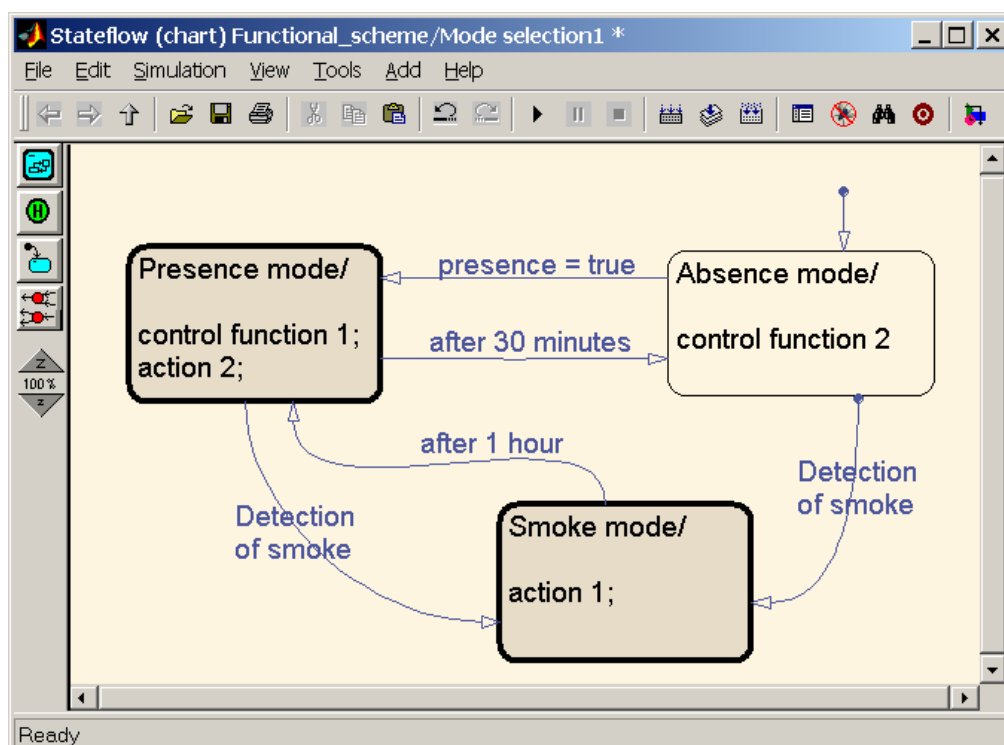 Stateflow (chart) Functional_scheme/Mode selection1 *
File Edit Simulation View Tools Add Help
H
Z
100 %
z
presence = true
Presence mode/
control function 1;
action 2;
Absence mode/
control function 2
after 30 minutes
after 1 hour
Detection
of smoke
Detection
of smoke
Smoke mode/
action 1;
Ready